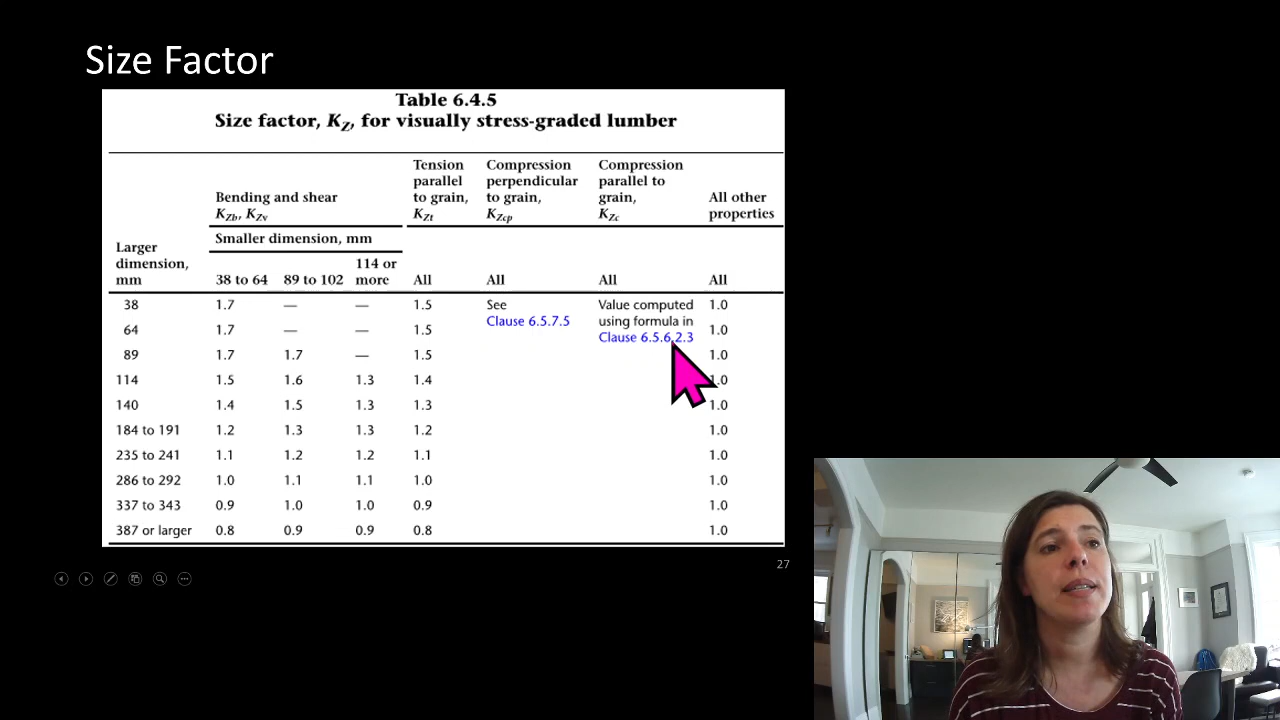 Size Factor
Table 6.4.5
Size factor, KZ, for visually stress-graded lumber
Larger dimension, mm
Bending and shear KZb, KZv
Tension parallel to grain, KZt
Compression perpendicular to grain, KZcp
Compression parallel to grain, KZc
All other properties
Smaller dimension, mm
38 to 64 89 to 102 114 or more All All All All
38 1.7 — — 1.5 See Value computed 1.0
Clause 6.5.7.5 using formula in
64 1.7 — — 1.5 1.0
Clause 6.5.6.2.3
89 1.7 1.7 — 1.5 1.0
114 1.5 1.6 1.3 1.4 1.0
140 1.4 1.5 1.3 1.3 1.0
184 to 191 1.2 1.3 1.3 1.2 1.0
235 to 241 1.1 1.2 1.2 1.1 1.0
286 to 292 1.0 1.1 1.1 1.0 1.0
337 to 343 0.9 1.0 1.0 0.9 1.0
387 or larger 0.8 0.9 0.9 0.8 1.0
27